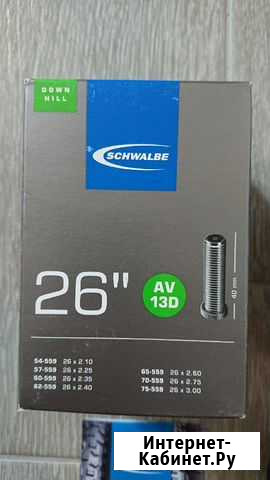 DOWN
HILL
SCHWALBE
26"
AV
13D
40 mm
54-559 26 x 2.10
57-559 26 x 2.25
60-559 26 x 2.35
62-559 26 x 2.40
65-559 26 x 2.50
70-559 26 x 2.75
75-559 26 x 3.00
Интернет-
Кабинет.Ру